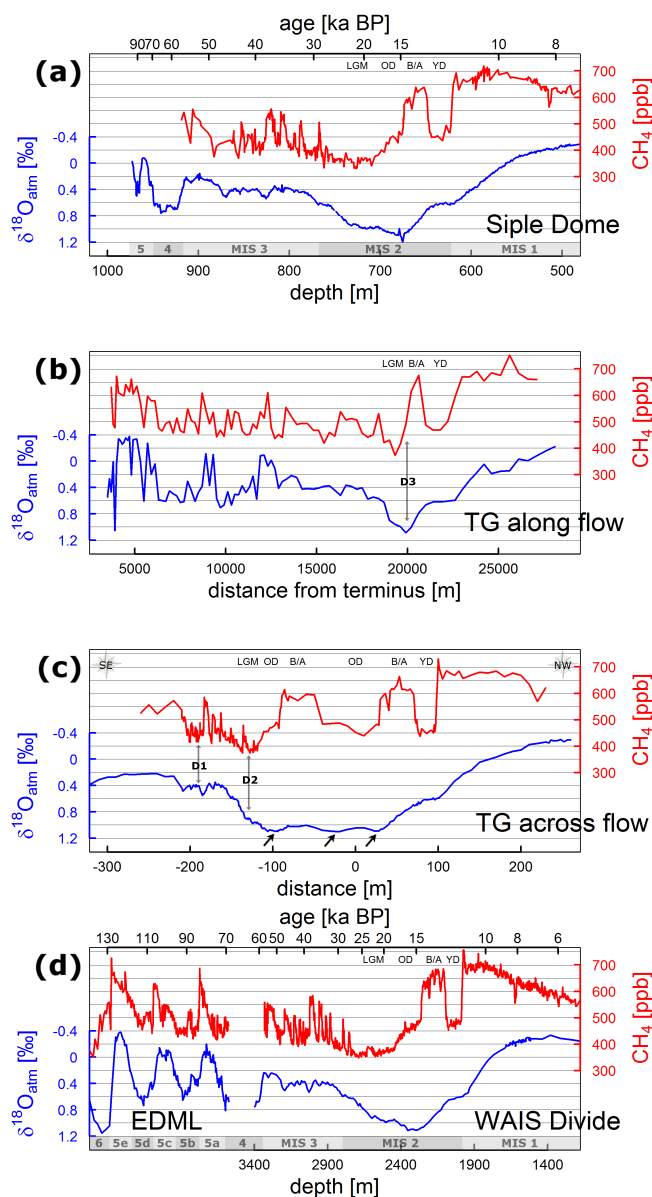 age [ka BP]
90 70 60 50 40 30 20 15 10 8
(a)
LGM OD B/A YD
700
600
500
400
300
CH4 [ppb]
-0.4
0
0.4
0.8
1.2
δ18Oatm [‰]
Siple Dome
5 4 MIS 3 MIS 2 MIS 1
1000 900 800 700 600 500
depth [m]
(b)
LGM B/A YD
700
600
500
400
300
CH4 [ppb]
-0.4
0
0.4
0.8
1.2
δ18Oatm [‰]
D3
TG along flow
5000 10000 15000 20000 25000
distance from terminus [m]
(c)
SE LGM OD B/A OD B/A YD NW
700
600
500
400
300
CH4 [ppb]
-0.4
0
0.4
0.8
1.2
δ18Oatm [‰]
D1 D2
TG across flow
-300 -200 -100 0 100 200
distance [m]
age [ka BP]
130 110 90 70 60 50 40 30 20 15 10 8 6
(d)
LGM OD B/A YD
700
600
500
400
300
CH4 [ppb]
-0.4
0
0.4
0.8
1.2
δ18Oatm [‰]
EDML WAIS Divide
6 5e 5d 5c 5b 5a 4 MIS 3 MIS 2 MIS 1
3400 2900 2400 1900 1400
depth [m]